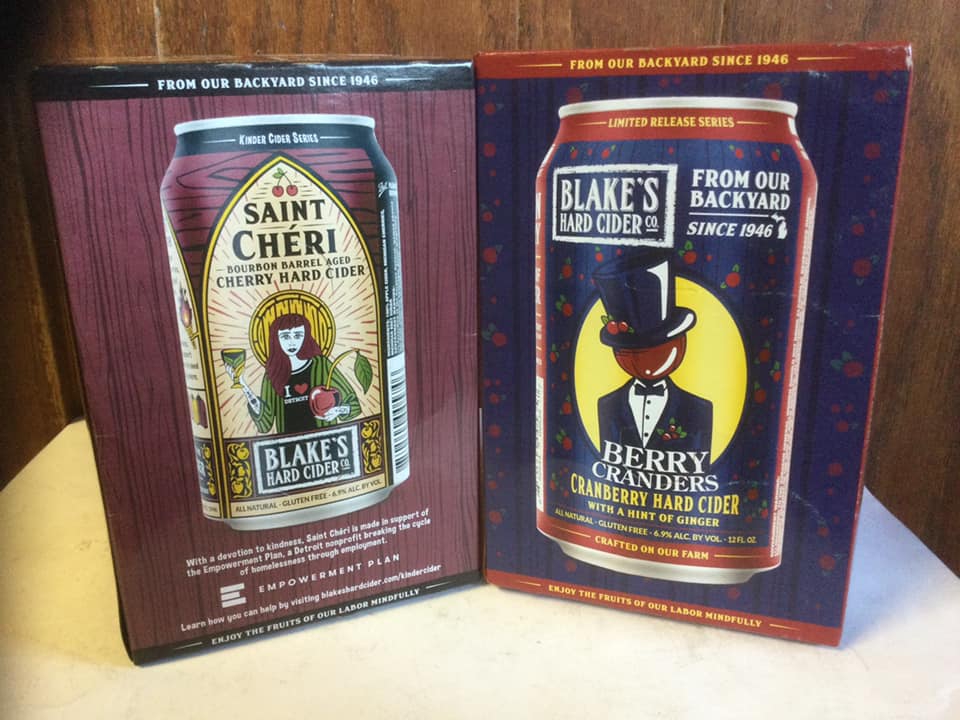 FROM OUR BACKYARD SINCE 1946
KINDER CIDER SERIES
SAINT
CHÉRI
BOURBON BARREL AGED
CHERRY HARD CIDER
I ❤
DETROIT
BLAKE'S
HARD CIDER CO.
ALL NATURAL · GLUTEN FREE · 6.9% ALC. BY VOL.
With a devotion to kindness, Saint Chéri is made in support of
the Empowerment Plan, a Detroit nonprofit breaking the cycle
of homelessness through employment.
EMPOWERMENT PLAN
Learn how you can help by visiting blakeshardcider.com/kindercider
ENJOY THE FRUITS OF OUR LABOR MINDFULLY
FROM OUR BACKYARD SINCE 1946
LIMITED RELEASE SERIES
BLAKE'S
HARD CIDER CO.
FROM OUR
BACKYARD
SINCE 1946
BERRY
CRANDERS
CRANBERRY HARD CIDER
WITH A HINT OF GINGER
ALL NATURAL · GLUTEN FREE · 6.9% ALC. BY VOL. · 12 FL. OZ.
CRAFTED ON OUR FARM
ENJOY THE FRUITS OF OUR LABOR MINDFULLY